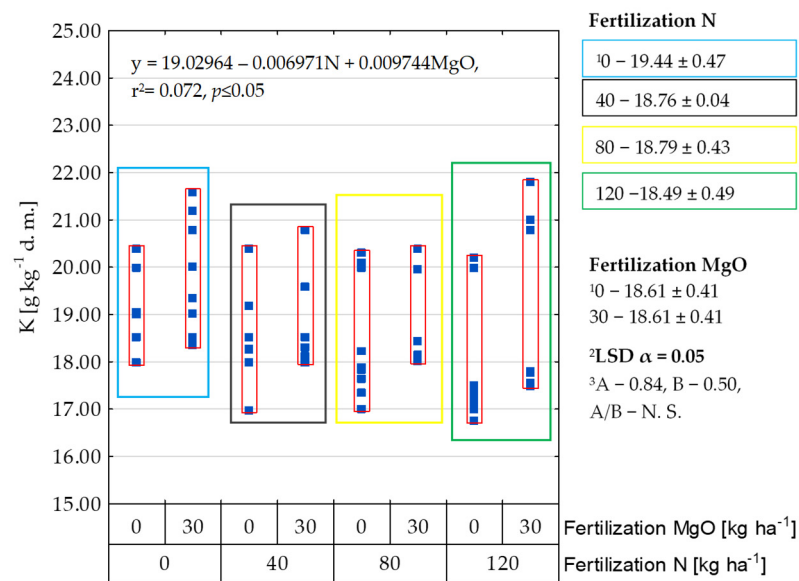 25.00
24.00
23.00
22.00
21.00
20.00
19.00
18.00
17.00
16.00
15.00
K [g kg⁻¹ d. m.]
y = 19.02964 – 0.006971N + 0.009744MgO,
r²= 0.072, p≤0.05
0 30 0 30 0 30 0 30 Fertilization MgO [kg ha⁻¹]
0 40 80 120 Fertilization N [kg ha⁻¹]
Fertilization N
¹0 – 19.44 ± 0.47
40 – 18.76 ± 0.04
80 – 18.79 ± 0.43
120 –18.49 ± 0.49
Fertilization MgO
¹0 – 18.61 ± 0.41
30 – 18.61 ± 0.41
²LSD α = 0.05
³A – 0.84, B – 0.50,
A/B – N. S.